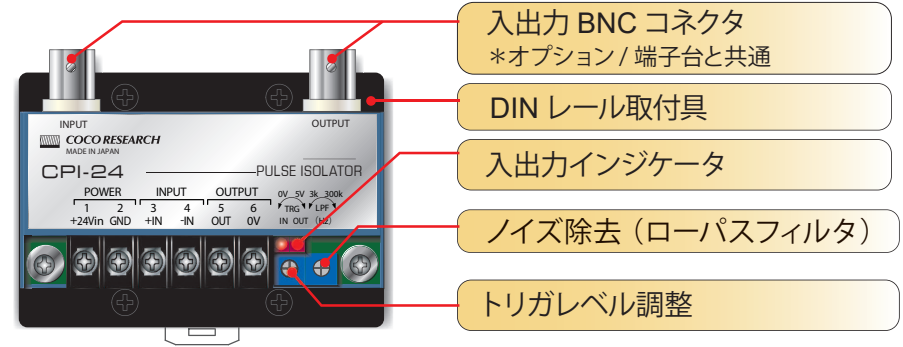 入出力 BNC コネクタ
＊オプション / 端子台と共通
DIN レール取付具
入出力インジケータ
ノイズ除去（ローパスフィルタ）
トリガレベル調整
INPUT OUTPUT
COCO RESEARCH
MADE IN JAPAN
CPI-24 PULSE ISOLATOR
POWER INPUT OUTPUT 0V 5V 3k 300k
1 2 3 4 5 6 TRG LPF
+24Vin GND +IN -IN OUT 0V IN OUT (Hz)